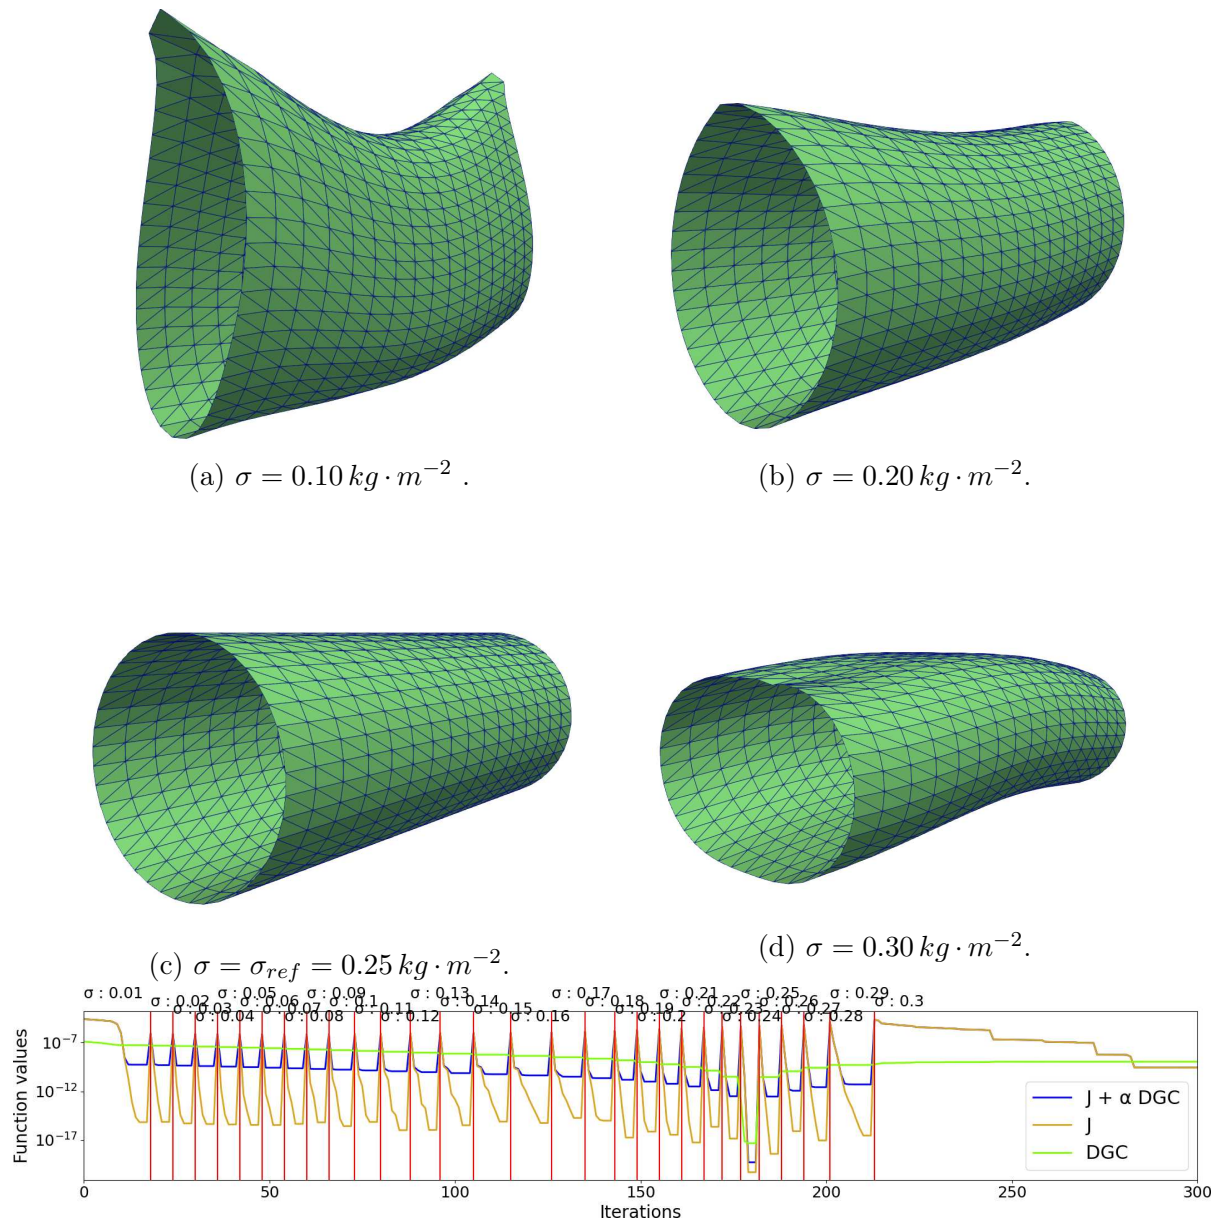 (a) σ = 0.10 kg · m⁻² .
(b) σ = 0.20 kg · m⁻².
(c) σ = σ_ref = 0.25 kg · m⁻².
(d) σ = 0.30 kg · m⁻².
σ : 0.01
σ : 0.02
σ : 0.03
σ : 0.04
σ : 0.05
σ : 0.06
σ : 0.07
σ : 0.08
σ : 0.09
σ : 0.1
σ : 0.11
σ : 0.12
σ : 0.13
σ : 0.14
σ : 0.15
σ : 0.16
σ : 0.17
σ : 0.18
σ : 0.19
σ : 0.2
σ : 0.21
σ : 0.22
σ : 0.23
σ : 0.24
σ : 0.25
σ : 0.26
σ : 0.27
σ : 0.28
σ : 0.29
σ : 0.3
Function values
10⁻⁷
10⁻¹²
10⁻¹⁷
J + α DGC
J
DGC
0 50 100 150 200 250 300
Iterations